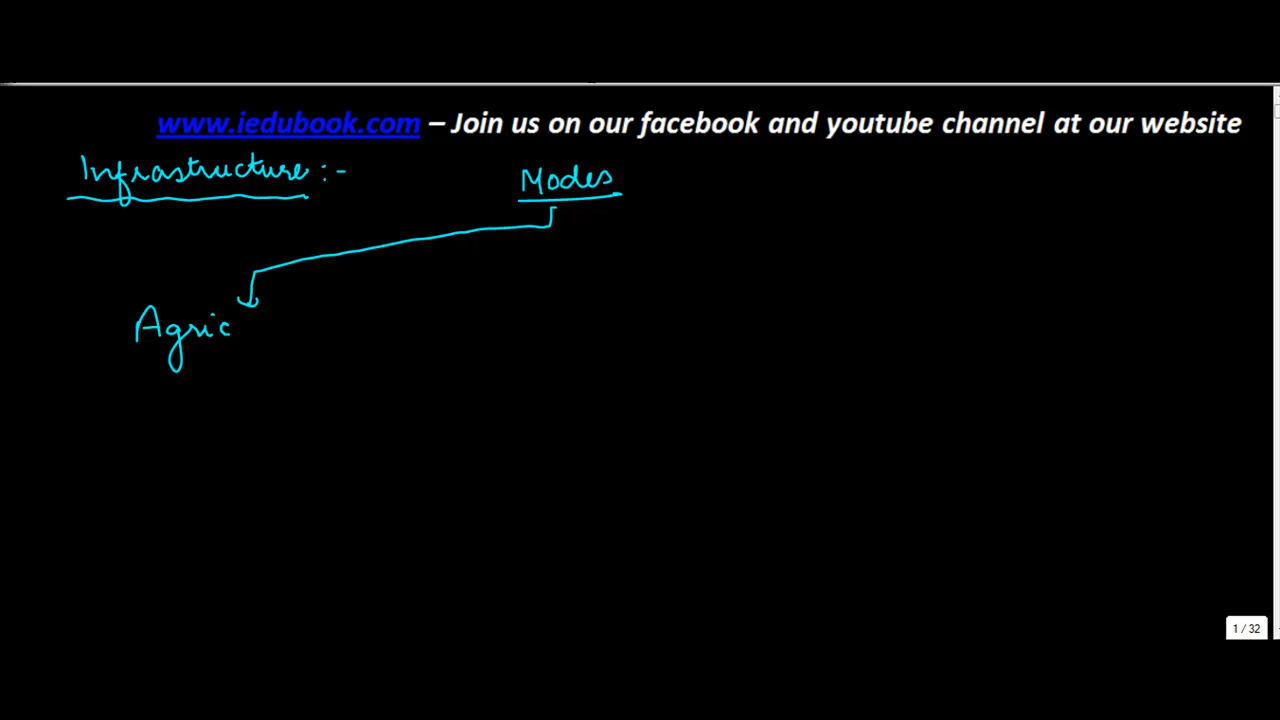 www.iedubook.com – Join us on our facebook and youtube channel at our website
Infrastructure :- Modes
Agric
1 / 32